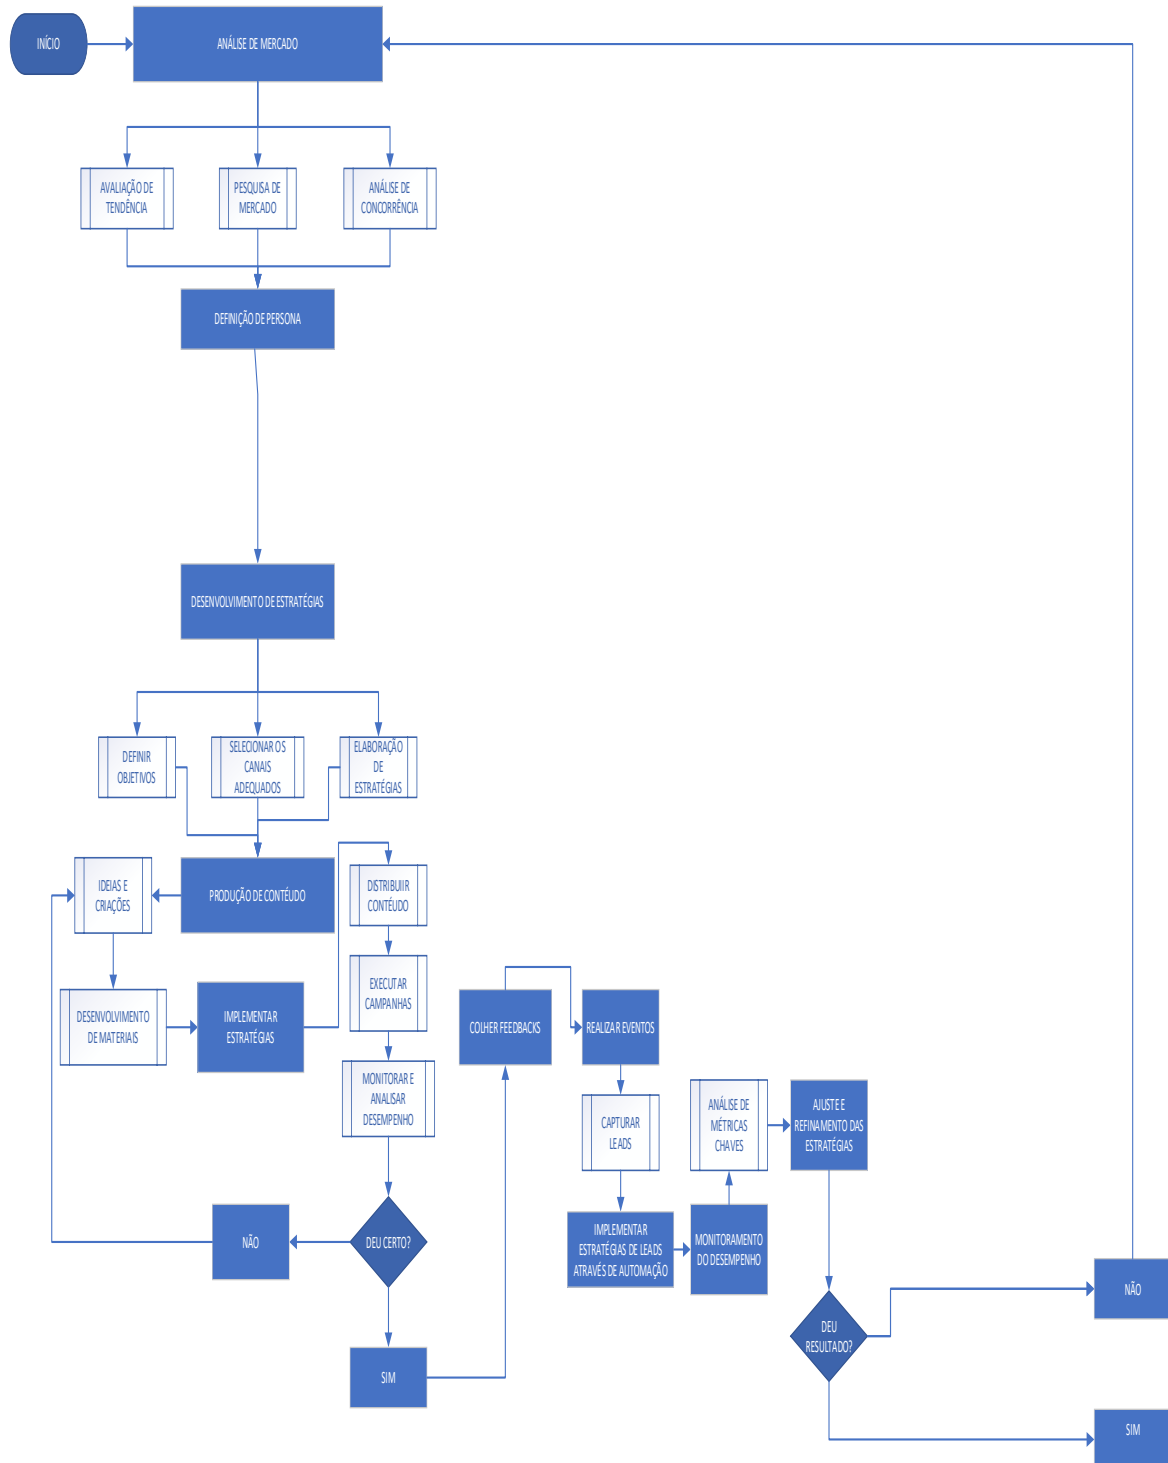 INÍCIO
ANÁLISE DE MERCADO
AVALIAÇÃO DE
TENDÊNCIA
PESQUISA DE
MERCADO
ANÁLISE DE
CONCORRÊNCIA
DEFINIÇÃO DE PERSONA
DESENVOLVIMENTO DE ESTRATÉGIAS
DEFINIR
OBJETIVOS
SELECIONAR OS
CANAIS
ADEQUADOS
ELABORAÇÃO
DE
ESTRATÉGIAS
IDEIAS E
CRIAÇÕES
PRODUÇÃO DE CONTÉUDO
DISTRIBUIR
CONTÉUDO
EXECUTAR
CAMPANHAS
DESENVOLVIMENTO
DE MATERIAIS
IMPLEMENTAR
ESTRATÉGIAS
MONITORAR E
ANALISAR
DESEMPENHO
COLHER FEEDBACKS
REALIZAR EVENTOS
CAPTURAR
LEADS
ANÁLISE DE
MÉTRICAS
CHAVES
AJUSTE E
REFINAMENTO DAS
ESTRATÉGIAS
NÃO
DEU CERTO?
IMPLEMENTAR
ESTRATÉGIAS DE LEADS
ATRAVÉS DE AUTOMAÇÃO
MONITORAMENTO
DO DESEMPENHO
DEU
RESULTADO?
NÃO
SIM
SIM